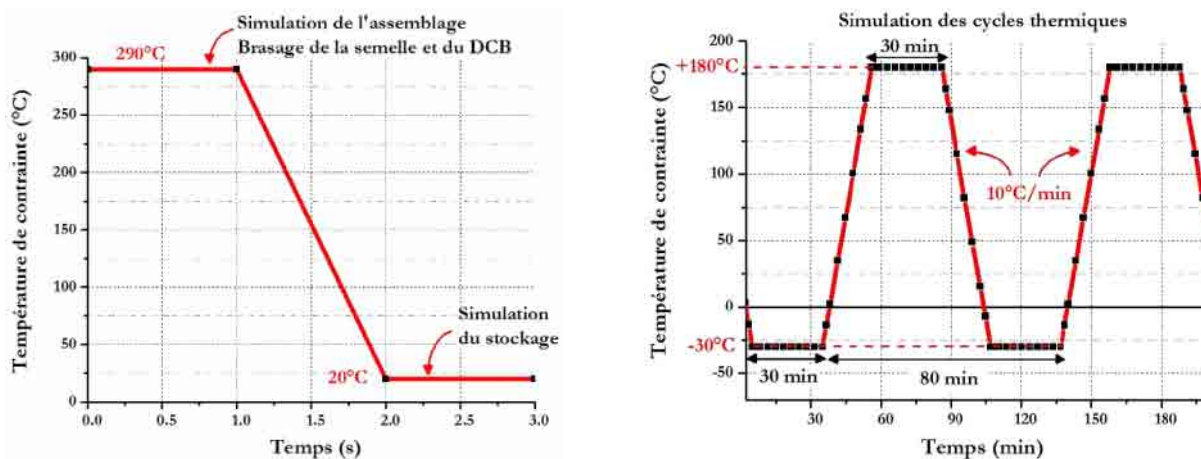 Simulation de l'assemblage
Brasage de la semelle et du DCB
290°C
Simulation
du stockage
20°C
Température de contrainte (°C)
300
250
200
150
100
50
0
0.0 0.5 1.0 1.5 2.0 2.5 3.0
Temps (s)
Simulation des cycles thermiques
30 min
+180°C
10°C/min
-30°C
30 min
80 min
Température de contrainte (°C)
200
150
100
50
0
-50
30 60 90 120 150 180
Temps (min)